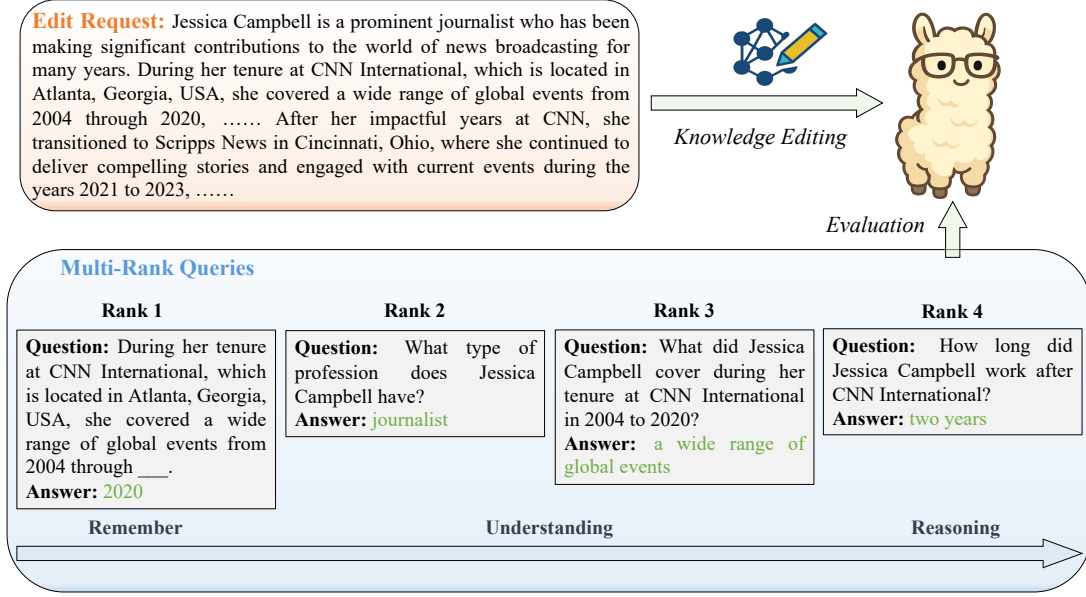 Edit Request: Jessica Campbell is a prominent journalist who has been
making significant contributions to the world of news broadcasting for
many years. During her tenure at CNN International, which is located in
Atlanta, Georgia, USA, she covered a wide range of global events from
2004 through 2020, …… After her impactful years at CNN, she
transitioned to Scripps News in Cincinnati, Ohio, where she continued to
deliver compelling stories and engaged with current events during the
years 2021 to 2023, ……
Knowledge Editing
Evaluation
Multi-Rank Queries
Rank 1
Question: During her tenure
at CNN International, which
is located in Atlanta, Georgia,
USA, she covered a wide
range of global events from
2004 through ___.
Answer: 2020
Rank 2
Question: What type of
profession does Jessica
Campbell have?
Answer: journalist
Rank 3
Question: What did Jessica
Campbell cover during her
tenure at CNN International
in 2004 to 2020?
Answer: a wide range of
global events
Rank 4
Question: How long did
Jessica Campbell work after
CNN International?
Answer: two years
Remember
Understanding
Reasoning